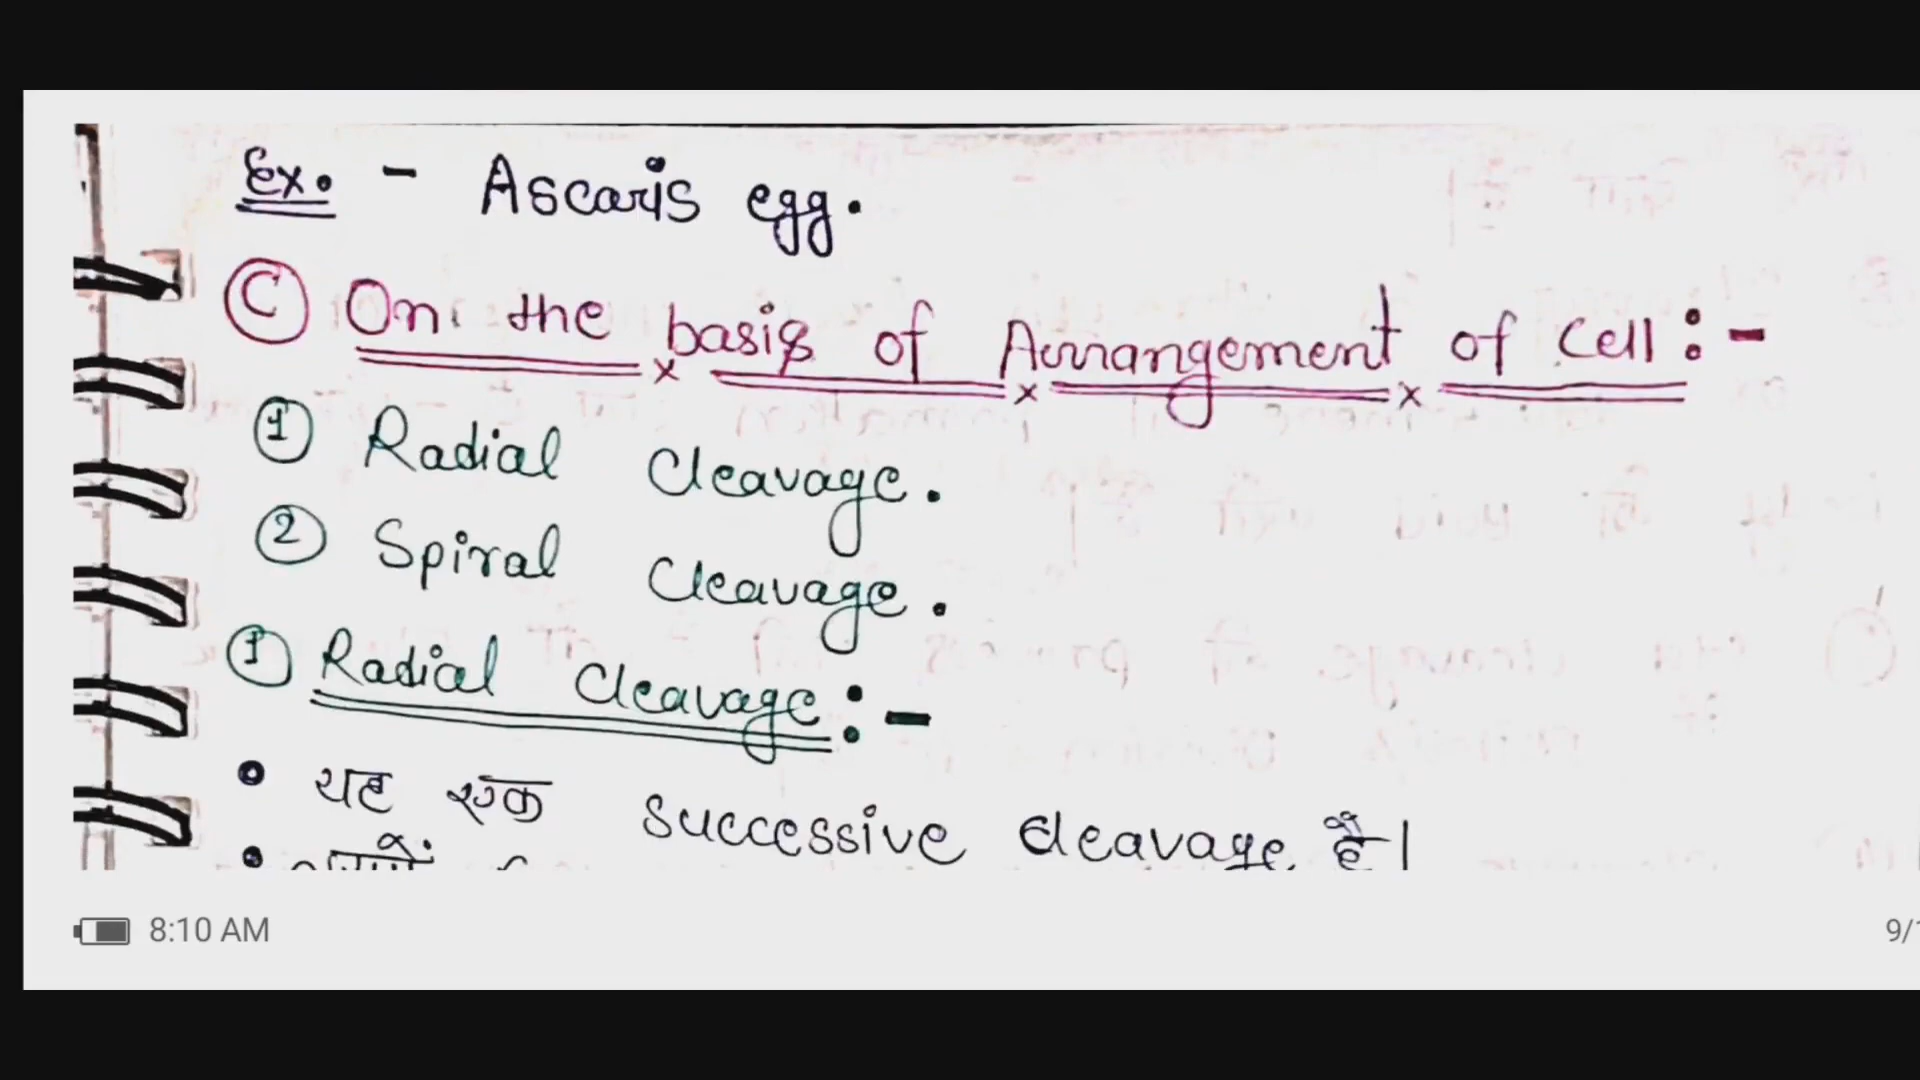 Ex. - Ascaris egg.
Ⓒ On the basis of Arrangement of Cell :-
① Radial Cleavage.
② Spiral Cleavage.
① Radial Cleavage :-
• यह एक successive cleavage है।
8:10 AM